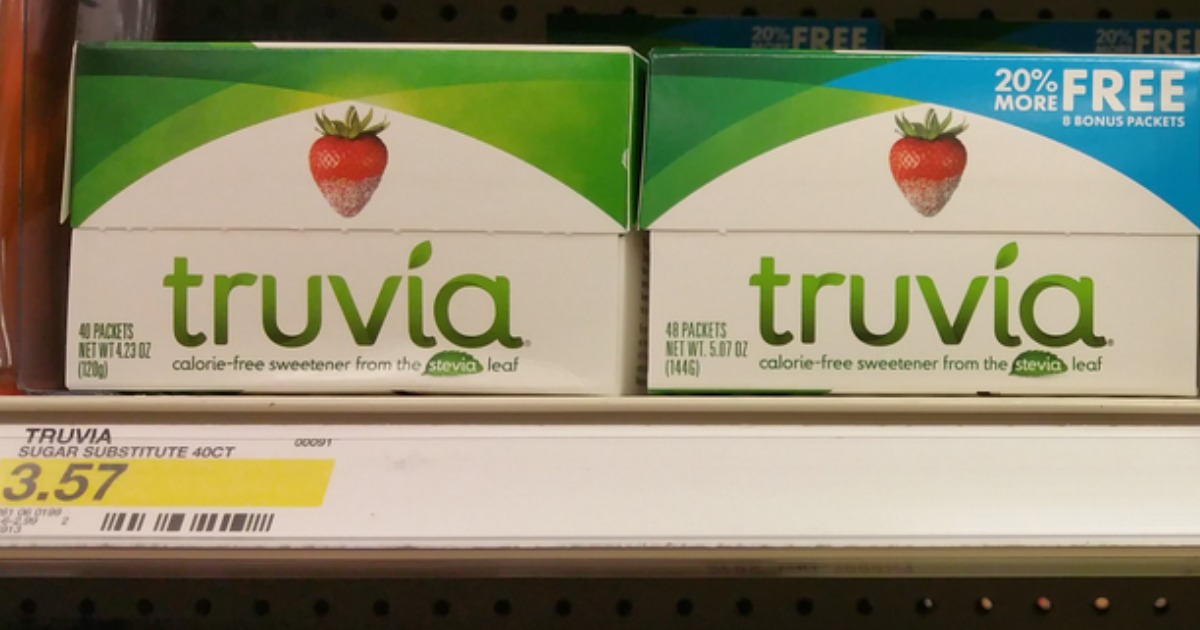 20%
FREE
20%
FREE
truvia
40 PACKETS
NET WT 4.23 OZ
(120g)
calorie-free sweetener from the stevia leaf
20%
MORE FREE
8 BONUS PACKETS
truvia
48 PACKETS
NET WT. 5.07 OZ
(144G)
calorie-free sweetener from the stevia leaf
TRUVIA
00091
SUGAR SUBSTITUTE 40CT
3.57